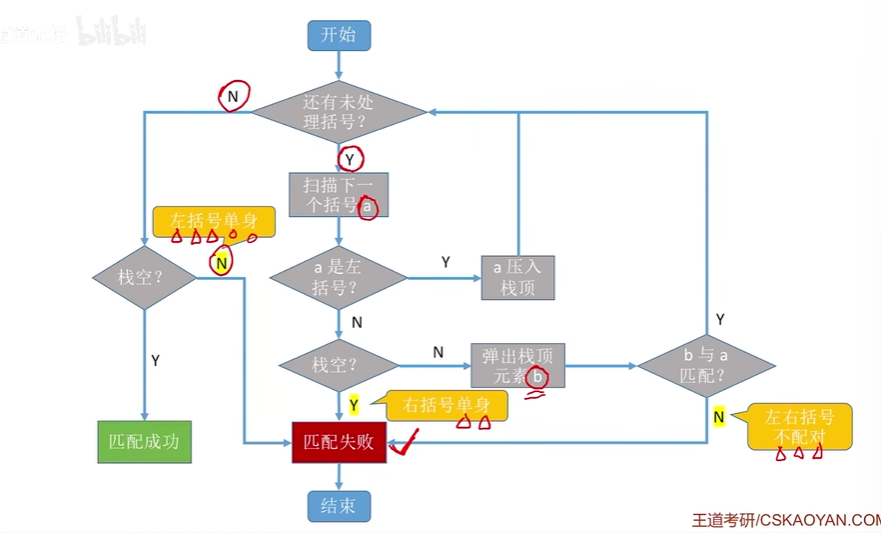 bilibili
开始
还有未处
理括号？
N
Y
扫描下一
个括号a
左括号单身
N
栈空？
a 是左
括号？
Y
a 压入
栈顶
N
Y
栈空？
N
弹出栈顶
元素 b
b 与 a
匹配？
Y
Y
右括号单身
N
左右括号
不配对
匹配成功
匹配失败
结束
王道考研/CSKAOYAN.COM